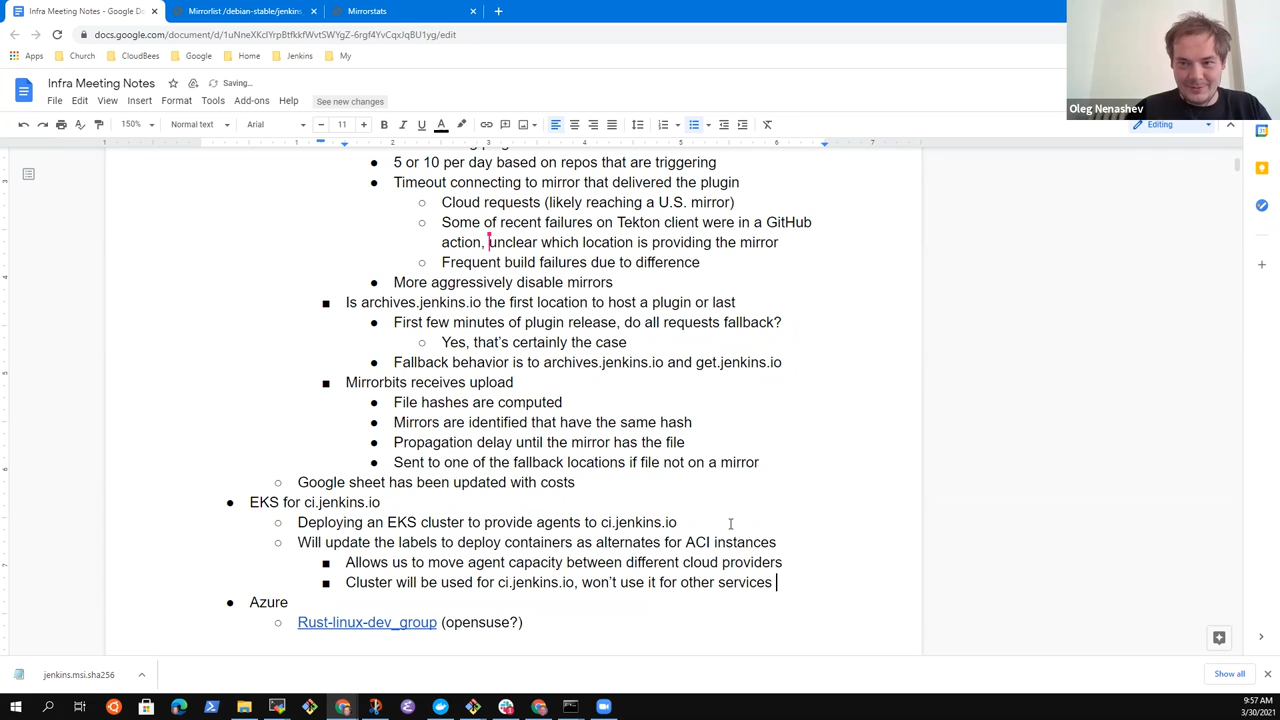 Infra Meeting Notes - Google Do
Mirrorlist /debian-stable/jenkins
Mirrorstats
docs.google.com/document/d/
Apps
Church
CloudBees
Google
Home
Jenkins
My
Oleg Nenashev
Infra Meeting Notes
Saving...
File Edit View Insert Format Tools Add-ons Help
See new changes
150%
Normal text
Arial
11
B I U A
Editing
1 1 2 3 4 5 6 7
• 5 or 10 per day based on repos that are triggering
• Timeout connecting to mirror that delivered the plugin
○ Cloud requests (likely reaching a U.S. mirror)
○ Some of recent failures on Tekton client were in a GitHub
action, unclear which location is providing the mirror
○ Frequent build failures due to difference
• More aggressively disable mirrors
■ Is archives.jenkins.io the first location to host a plugin or last
• First few minutes of plugin release, do all requests fallback?
○ Yes, that's certainly the case
• Fallback behavior is to archives.jenkins.io and get.jenkins.io
■ Mirrorbits receives upload
• File hashes are computed
• Mirrors are identified that have the same hash
• Propagation delay until the mirror has the file
• Sent to one of the fallback locations if file not on a mirror
○ Google sheet has been updated with costs
• EKS for ci.jenkins.io
○ Deploying an EKS cluster to provide agents to ci.jenkins.io
○ Will update the labels to deploy containers as alternates for ACI instances
■ Allows us to move agent capacity between different cloud providers
■ Cluster will be used for ci.jenkins.io, won't use it for other services
• Azure
○ Rust-linux-dev_group (opensuse?)
jenkins.msi.sha256
Show all
9:57 AM
3/30/2021